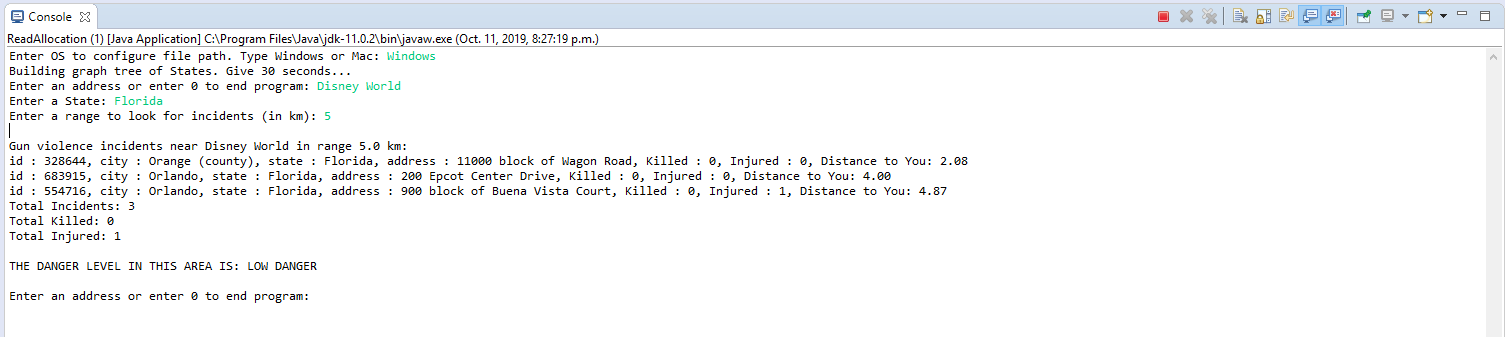 Console
ReadAllocation (1) [Java Application] C:\Program Files\Java\jdk-11.0.2\bin\javaw.exe (Oct. 11, 2019, 8:27:19 p.m.)
Enter OS to configure file path. Type Windows or Mac: Windows
Building graph tree of States. Give 30 seconds...
Enter an address or enter 0 to end program: Disney World
Enter a State: Florida
Enter a range to look for incidents (in km): 5
Gun violence incidents near Disney World in range 5.0 km:
id : 328644, city : Orange (county), state : Florida, address : 11000 block of Wagon Road, Killed : 0, Injured : 0, Distance to You: 2.08
id : 683915, city : Orlando, state : Florida, address : 200 Epcot Center Drive, Killed : 0, Injured : 0, Distance to You: 4.00
id : 554716, city : Orlando, state : Florida, address : 900 block of Buena Vista Court, Killed : 0, Injured : 1, Distance to You: 4.87
Total Incidents: 3
Total Killed: 0
Total Injured: 1
THE DANGER LEVEL IN THIS AREA IS: LOW DANGER
Enter an address or enter 0 to end program: